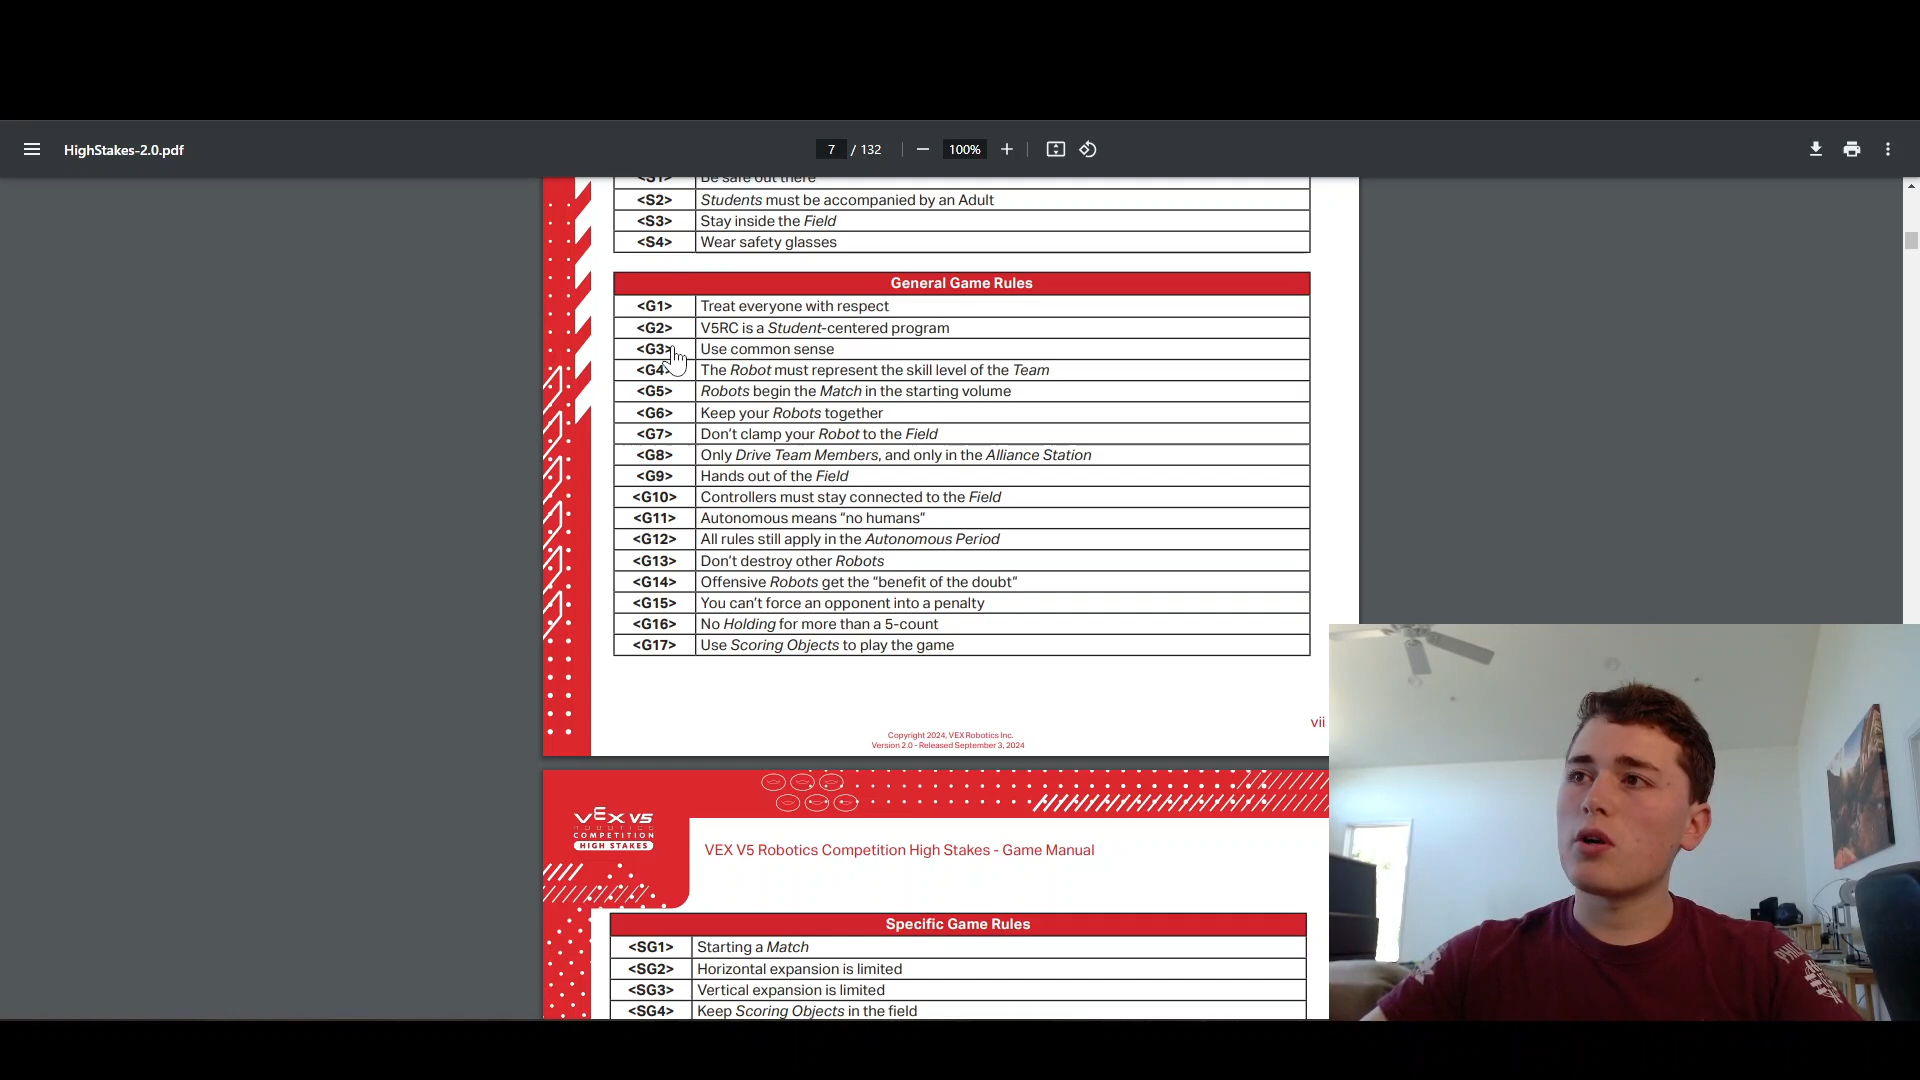 HighStakes-2.0.pdf
7 / 132
100%
<S1> Be safe out there
<S2> Students must be accompanied by an Adult
<S3> Stay inside the Field
<S4> Wear safety glasses
General Game Rules
<G1> Treat everyone with respect
<G2> V5RC is a Student-centered program
<G3> Use common sense
<G4> The Robot must represent the skill level of the Team
<G5> Robots begin the Match in the starting volume
<G6> Keep your Robots together
<G7> Don't clamp your Robot to the Field
<G8> Only Drive Team Members, and only in the Alliance Station
<G9> Hands out of the Field
<G10> Controllers must stay connected to the Field
<G11> Autonomous means “no humans”
<G12> All rules still apply in the Autonomous Period
<G13> Don't destroy other Robots
<G14> Offensive Robots get the “benefit of the doubt”
<G15> You can't force an opponent into a penalty
<G16> No Holding for more than a 5-count
<G17> Use Scoring Objects to play the game
vii
Copyright 2024, VEX Robotics Inc.
Version 2.0 - Released September 3, 2024
VEX V5
ROBOTICS
COMPETITION
HIGH STAKES
VEX V5 Robotics Competition High Stakes - Game Manual
Specific Game Rules
<SG1> Starting a Match
<SG2> Horizontal expansion is limited
<SG3> Vertical expansion is limited
<SG4> Keep Scoring Objects in the field